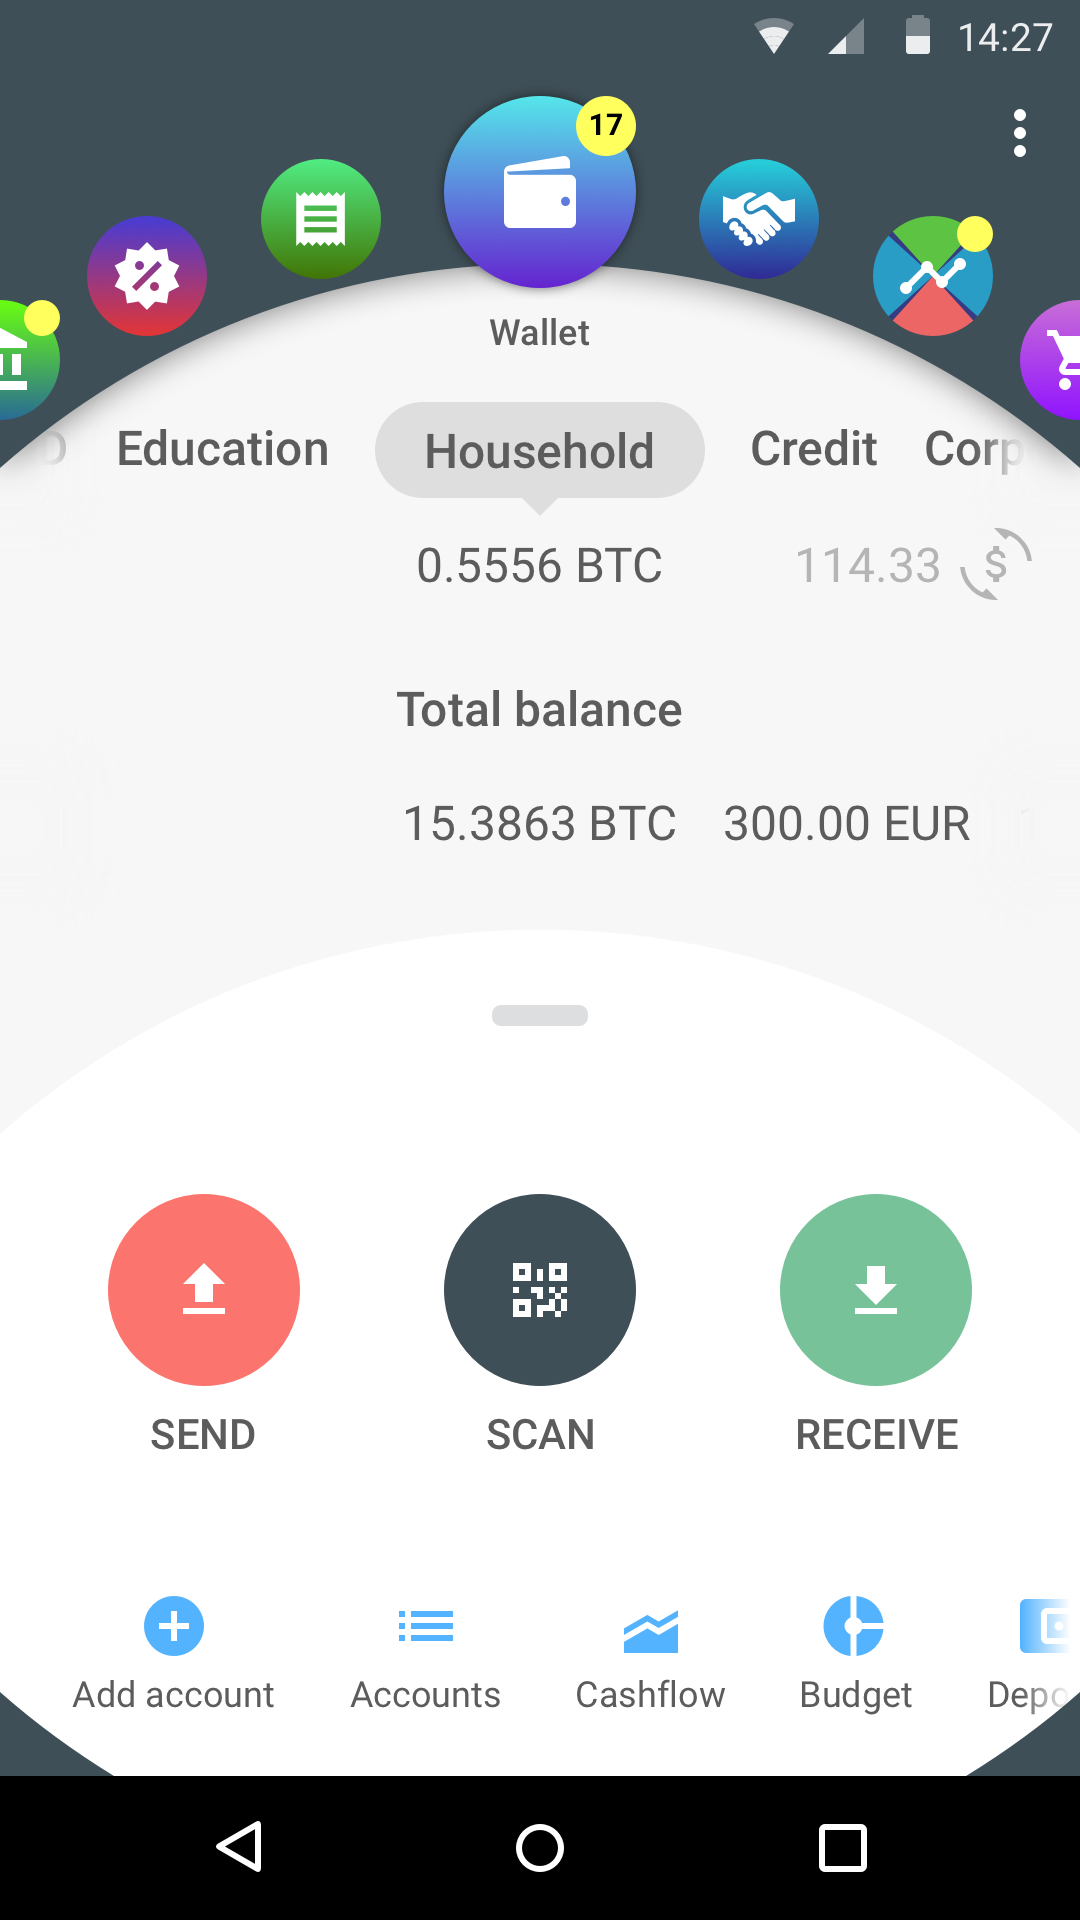 14:27
17
Wallet
Education Household Credit Corp
0.5556 BTC 114.33 $
Total balance
15.3863 BTC 300.00 EUR
SEND SCAN RECEIVE
Add account Accounts Cashflow Budget Depo